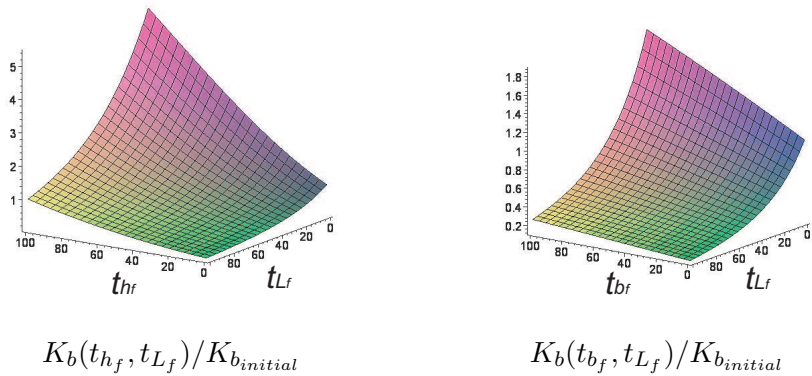 5
4
3
2
1
100 80 60 40 20 0
80 60 40 20 0
t_{h_f} t_{L_f}
K_b(t_{h_f}, t_{L_f})/K_{b_{initial}}
1.8
1.6
1.4
1.2
1
0.8
0.6
0.4
0.2
100 80 60 40 20 0
80 60 40 20 0
t_{b_f} t_{L_f}
K_b(t_{b_f}, t_{L_f})/K_{b_{initial}}